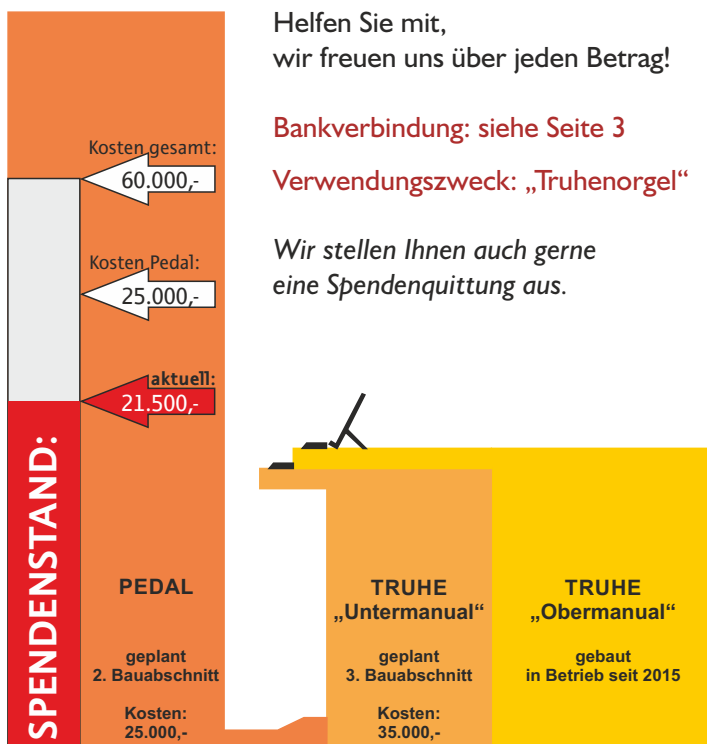 Helfen Sie mit,
wir freuen uns über jeden Betrag!
Bankverbindung: siehe Seite 3
Verwendungszweck: „Truhenorgel“
Wir stellen Ihnen auch gerne
eine Spendenquittung aus.
Kosten gesamt:
60.000,-
Kosten Pedal:
25.000,-
aktuell:
21.500,-
SPENDENSTAND:
PEDAL
geplant
2. Bauabschnitt
Kosten:
25.000,-
TRUHE
„Untermanual“
geplant
3. Bauabschnitt
Kosten:
35.000,-
TRUHE
„Obermanual“
gebaut
in Betrieb seit 2015